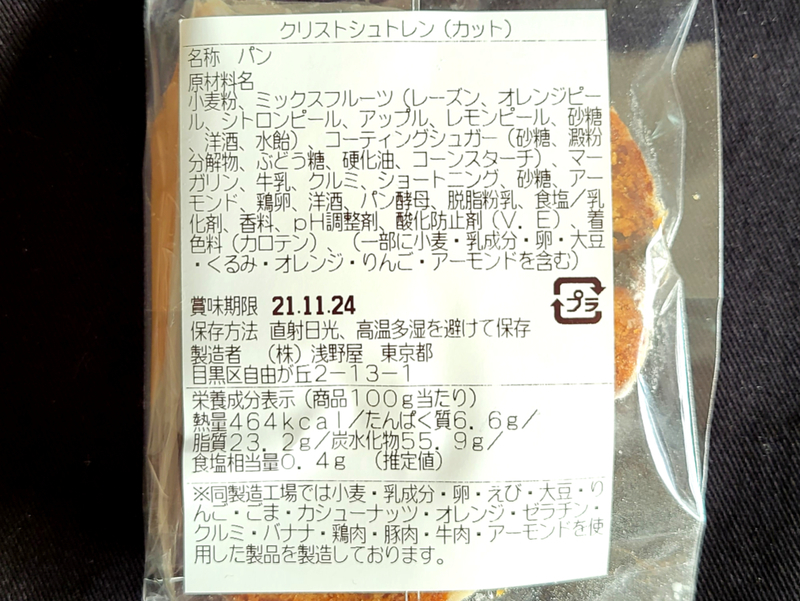 クリストシュトレン（カット）
名称　パン
原材料名
小麦粉、ミックスフルーツ（レーズン、オレンジピー
ル、シトロンピール、アップル、レモンピール、砂糖
、洋酒、水飴）、コーティングシュガー（砂糖、澱粉
分解物、ぶどう糖、硬化油、コーンスターチ）、マー
ガリン、牛乳、クルミ、ショートニング、砂糖、アー
モンド、鶏卵、洋酒、パン酵母、脱脂粉乳、食塩／乳
化剤、香料、ｐＨ調整剤、酸化防止剤（Ｖ．Ｅ）、着
色料（カロテン）、（一部に小麦・乳成分・卵・大豆
・くるみ・オレンジ・りんご・アーモンドを含む）
賞味期限　21.11.24
プラ
保存方法　直射日光、高温多湿を避けて保存
製造者　（株）浅野屋　東京都
目黒区自由が丘２－１３－１
栄養成分表示（商品１００ｇ当たり）
熱量４６４ｋｃａｌ／たんぱく質６．６ｇ／
脂質２３．２ｇ／炭水化物５５．９ｇ／
食塩相当量０．４ｇ　（推定値）
※同製造工場では小麦・乳成分・卵・えび・大豆・り
んご・ごま・カシューナッツ・オレンジ・ゼラチン・
クルミ・バナナ・鶏肉・豚肉・牛肉・アーモンドを使
用した製品を製造しております。